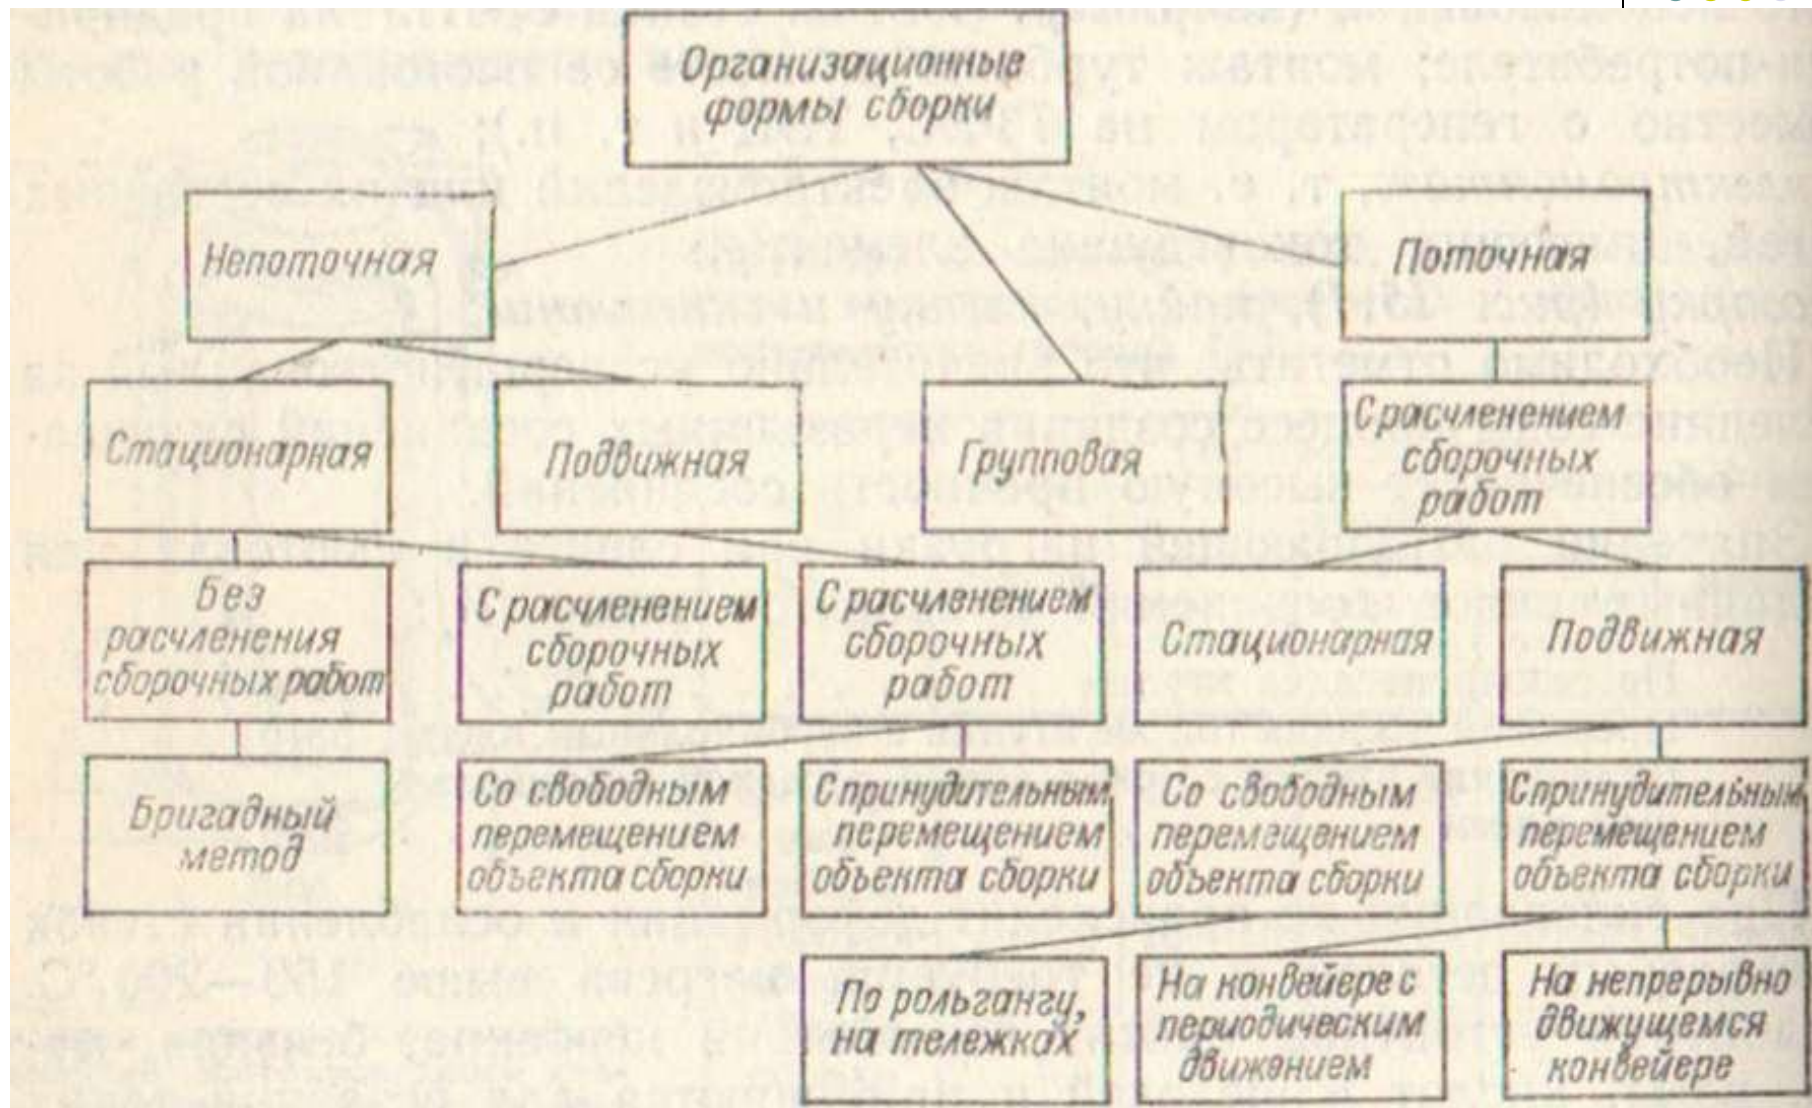 Организационные
формы сборки
Непоточная
Поточная
Стационарная
Подвижная
Групповая
С расчленением
сборочных
работ
Без
расчленения
сборочных работ
С расчленением
сборочных
работ
С расчленением
сборочных
работ
Стационарная
Подвижная
Бригадный
метод
Со свободным
перемещением
объекта сборки
С принудительным
перемещением
объекта сборки
Со свободным
перемещением
объекта сборки
С принудительным
перемещением
объекта сборки
По рольгангу,
на тележках
На конвейере с
периодическим
движением
На непрерывно
движущемся
конвейере